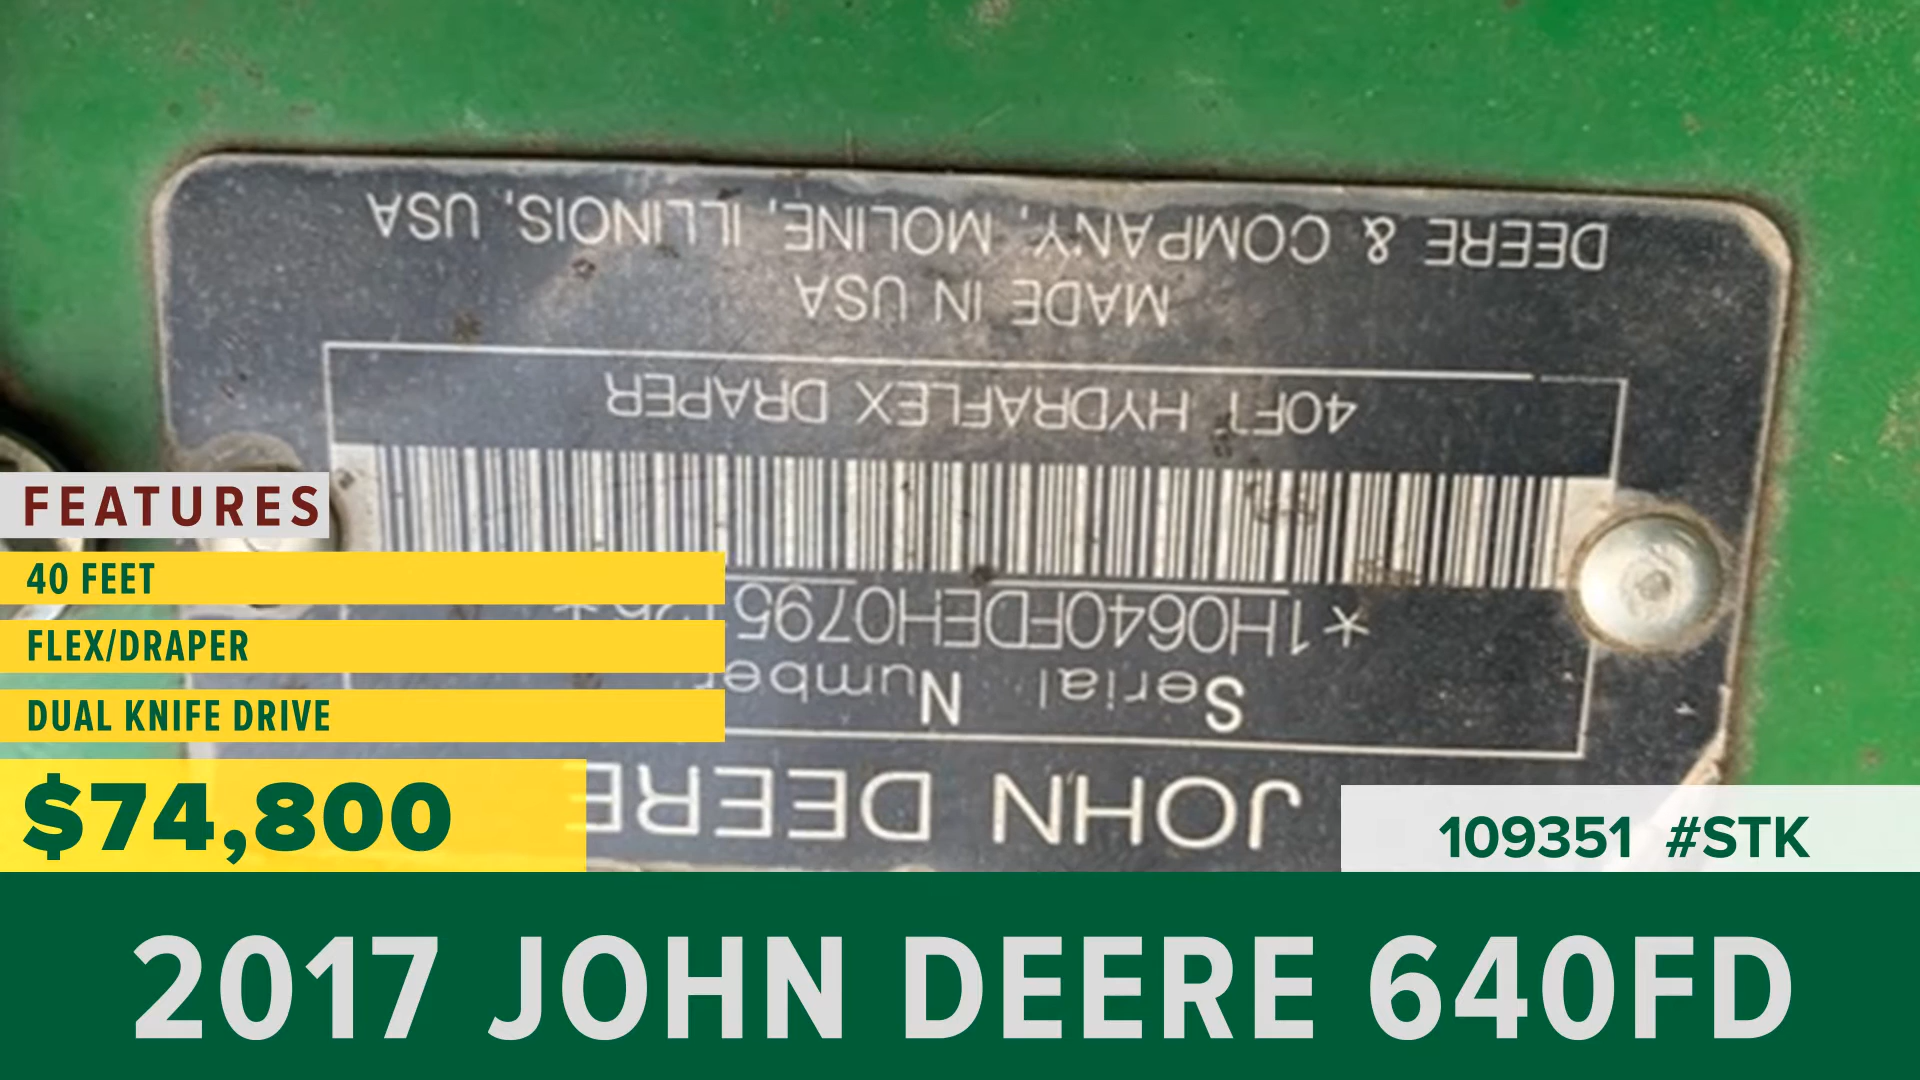 DEERE & COMPANY, MOLINE, ILLINOIS, USA
MADE IN USA
40FT HYDRAFLEX DRAPER
*1H0640FDEH0795
Serial Number
JOHN DEERE
FEATURES
40 FEET
FLEX/DRAPER
DUAL KNIFE DRIVE
$74,800
109351 #STK
2017 JOHN DEERE 640FD